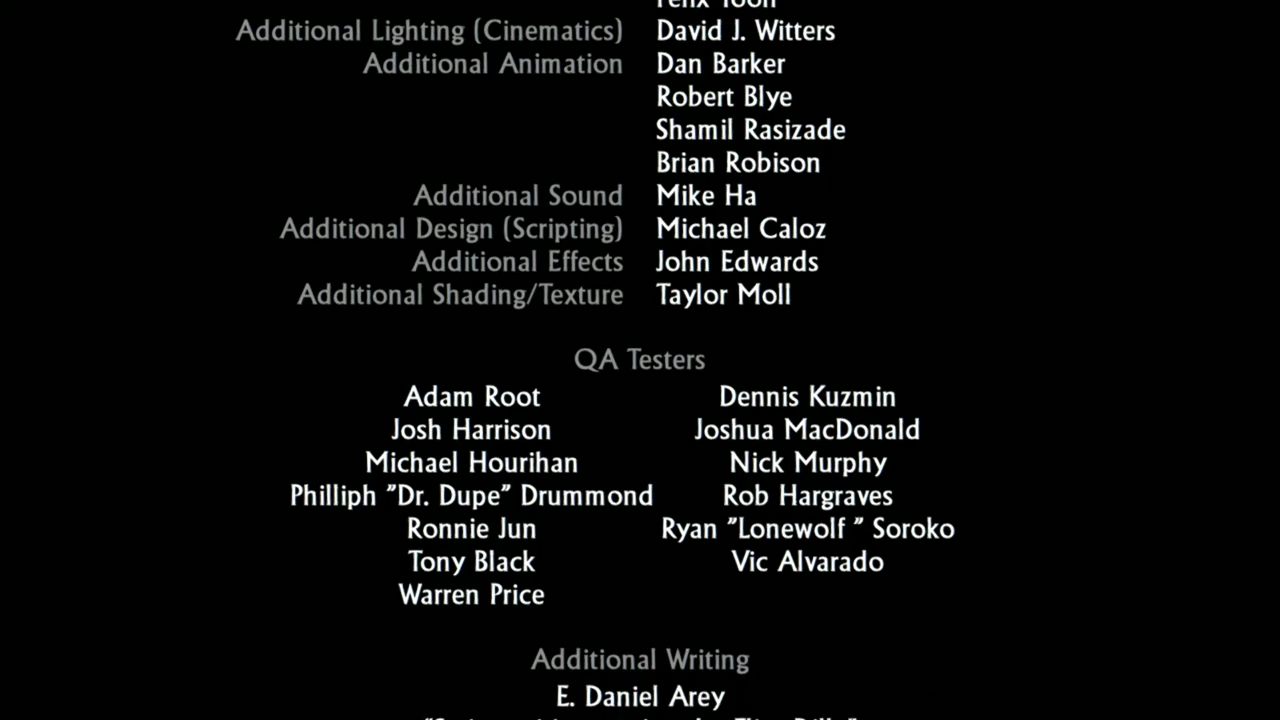 Additional Lighting (Cinematics) David J. Witters
Additional Animation Dan Barker
Robert Blye
Shamil Rasizade
Brian Robison
Additional Sound Mike Ha
Additional Design (Scripting) Michael Caloz
Additional Effects John Edwards
Additional Shading/Texture Taylor Moll
QA Testers
Adam Root Dennis Kuzmin
Josh Harrison Joshua MacDonald
Michael Hourihan Nick Murphy
Philliph "Dr. Dupe" Drummond Rob Hargraves
Ronnie Jun Ryan "Lonewolf " Soroko
Tony Black Vic Alvarado
Warren Price
Additional Writing
E. Daniel Arey